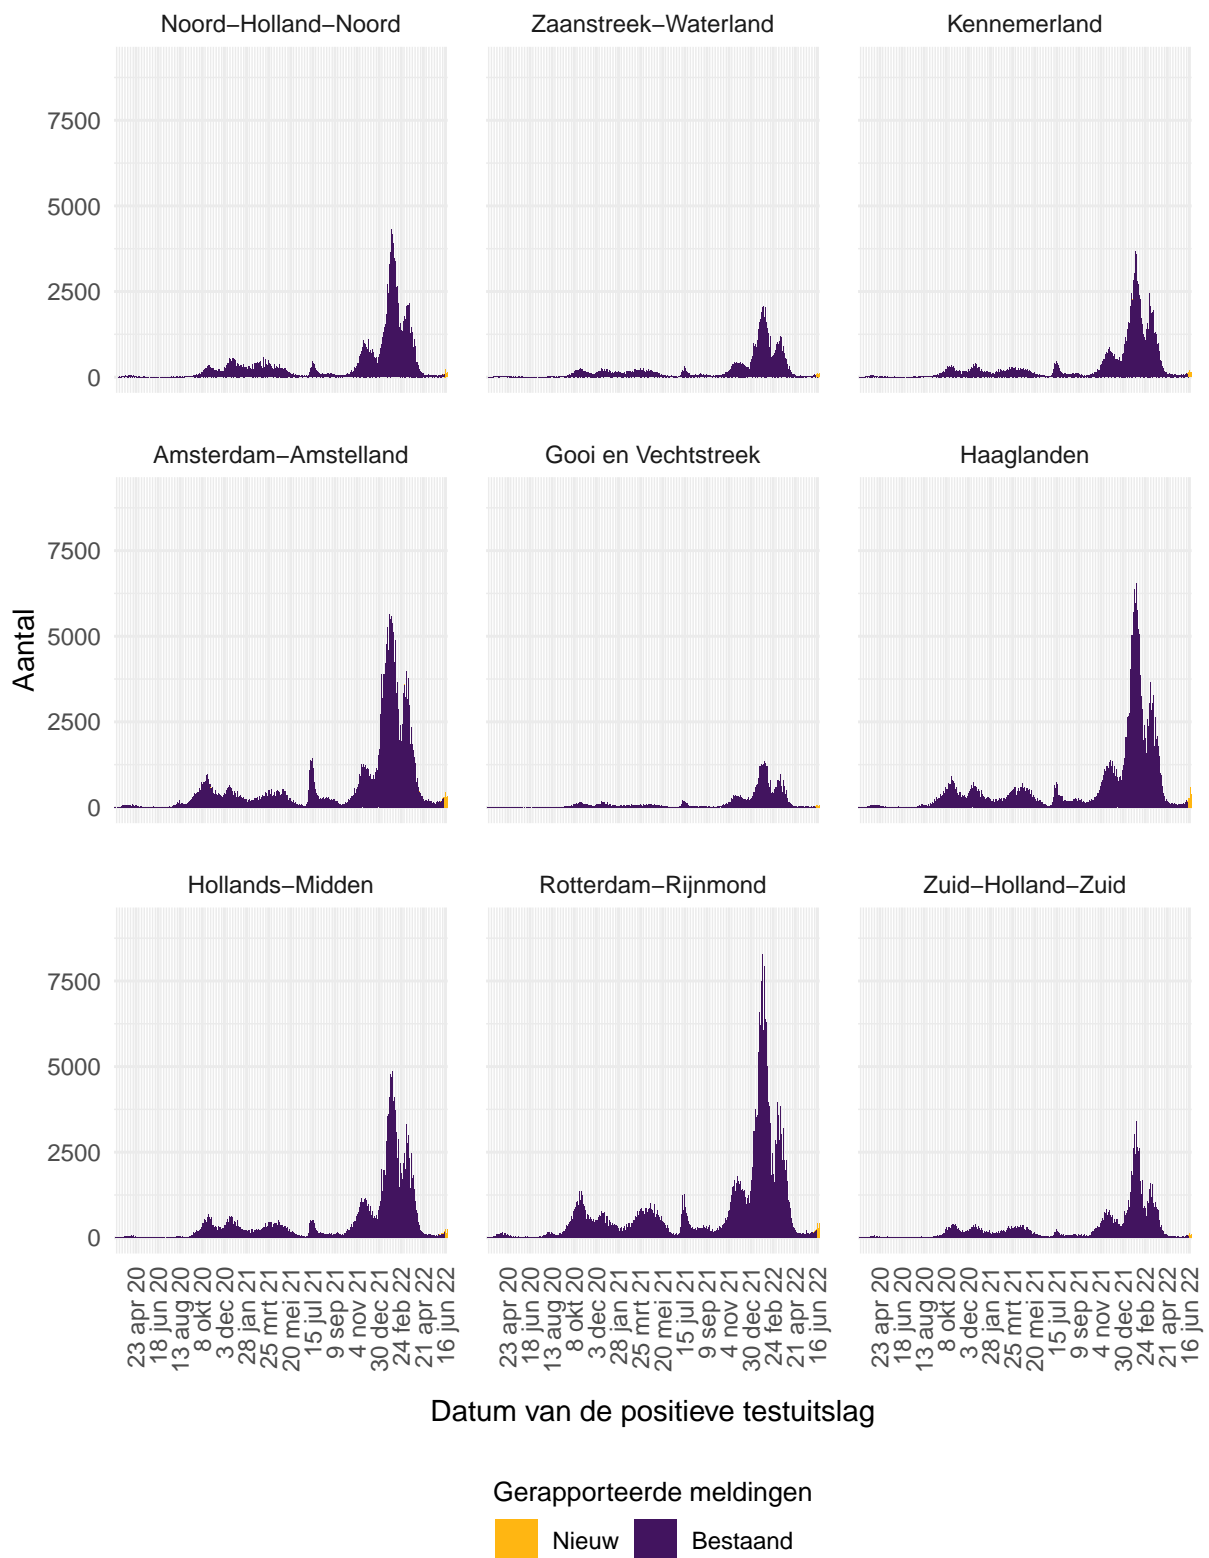 Noord−Holland−Noord
Zaanstreek−Waterland
Kennemerland
7500
5000
2500
0
Amsterdam−Amstelland
Gooi en Vechtstreek
Haaglanden
7500
5000
2500
0
Aantal
Hollands−Midden
Rotterdam−Rijnmond
Zuid−Holland−Zuid
7500
5000
2500
0
23 apr 20
18 jun 20
13 aug 20
8 okt 20
3 dec 20
28 jan 21
25 mrt 21
20 mei 21
15 jul 21
9 sep 21
4 nov 21
30 dec 21
24 feb 22
21 apr 22
16 jun 22
23 apr 20
18 jun 20
13 aug 20
8 okt 20
3 dec 20
28 jan 21
25 mrt 21
20 mei 21
15 jul 21
9 sep 21
4 nov 21
30 dec 21
24 feb 22
21 apr 22
16 jun 22
23 apr 20
18 jun 20
13 aug 20
8 okt 20
3 dec 20
28 jan 21
25 mrt 21
20 mei 21
15 jul 21
9 sep 21
4 nov 21
30 dec 21
24 feb 22
21 apr 22
16 jun 22
Datum van de positieve testuitslag
Gerapporteerde meldingen
Nieuw
Bestaand